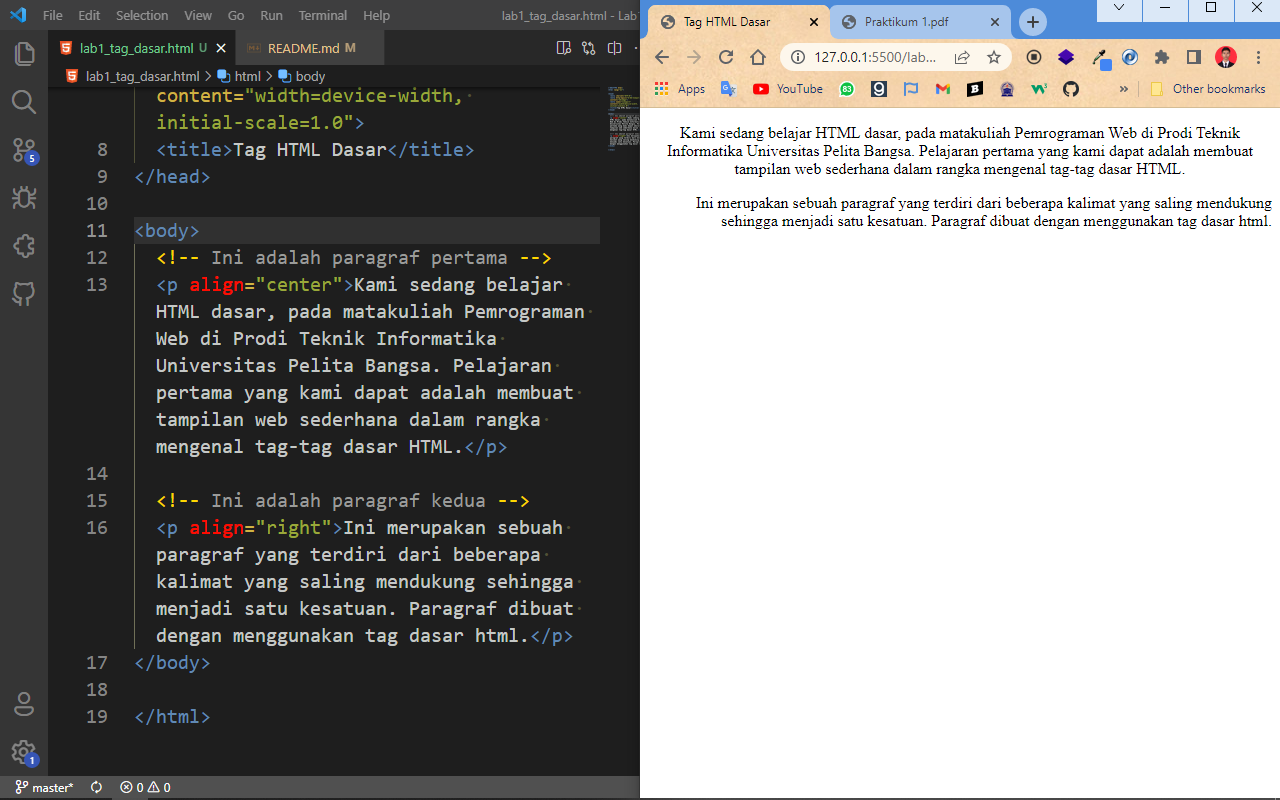 File Edit Selection View Go Run Terminal Help lab1_tag_dasar.html - Lab1
lab1_tag_dasar.html U README.md M
lab1_tag_dasar.html > html > body
content="width=device-width,
initial-scale=1.0">
8 <title>Tag HTML Dasar</title>
9 </head>
10
11 <body>
12 <!-- Ini adalah paragraf pertama -->
13 <p align="center">Kami sedang belajar
HTML dasar, pada matakuliah Pemrograman
Web di Prodi Teknik Informatika
Universitas Pelita Bangsa. Pelajaran
pertama yang kami dapat adalah membuat
tampilan web sederhana dalam rangka
mengenal tag-tag dasar HTML.</p>
14
15 <!-- Ini adalah paragraf kedua -->
16 <p align="right">Ini merupakan sebuah
paragraf yang terdiri dari beberapa
kalimat yang saling mendukung sehingga
menjadi satu kesatuan. Paragraf dibuat
dengan menggunakan tag dasar html.</p>
17 </body>
18
19 </html>
5
1
master* 0 0
Tag HTML Dasar Praktikum 1.pdf
127.0.0.1:5500/lab...
Apps YouTube 83 Other bookmarks
Kami sedang belajar HTML dasar, pada matakuliah Pemrograman Web di Prodi Teknik
Informatika Universitas Pelita Bangsa. Pelajaran pertama yang kami dapat adalah membuat
tampilan web sederhana dalam rangka mengenal tag-tag dasar HTML.
Ini merupakan sebuah paragraf yang terdiri dari beberapa kalimat yang saling mendukung
sehingga menjadi satu kesatuan. Paragraf dibuat dengan menggunakan tag dasar html.